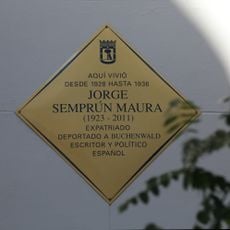 AQUÍ VIVIÓ
DESDE 1928 HASTA 1936
JORGE
SEMPRÚN MAURA
(1923 - 2011)
EXPATRIADO
DEPORTADO A BUCHENWALD
ESCRITOR Y POLÍTICO
ESPAÑOL